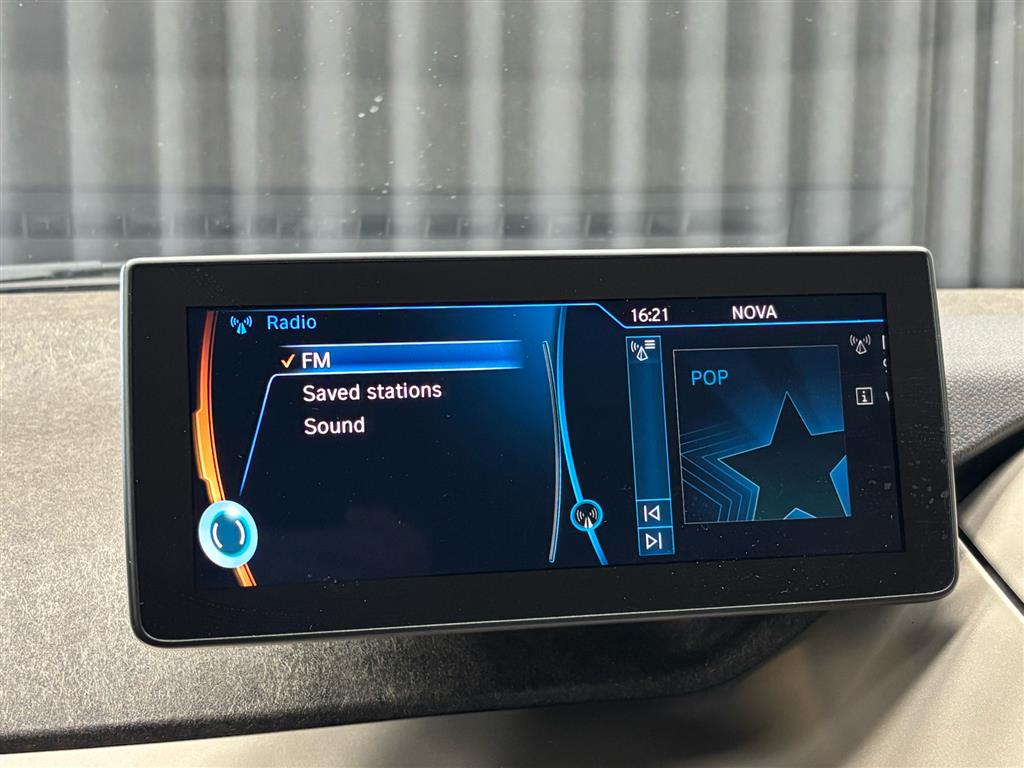 Radio
FM
Saved stations
Sound
16:21
NOVA
POP